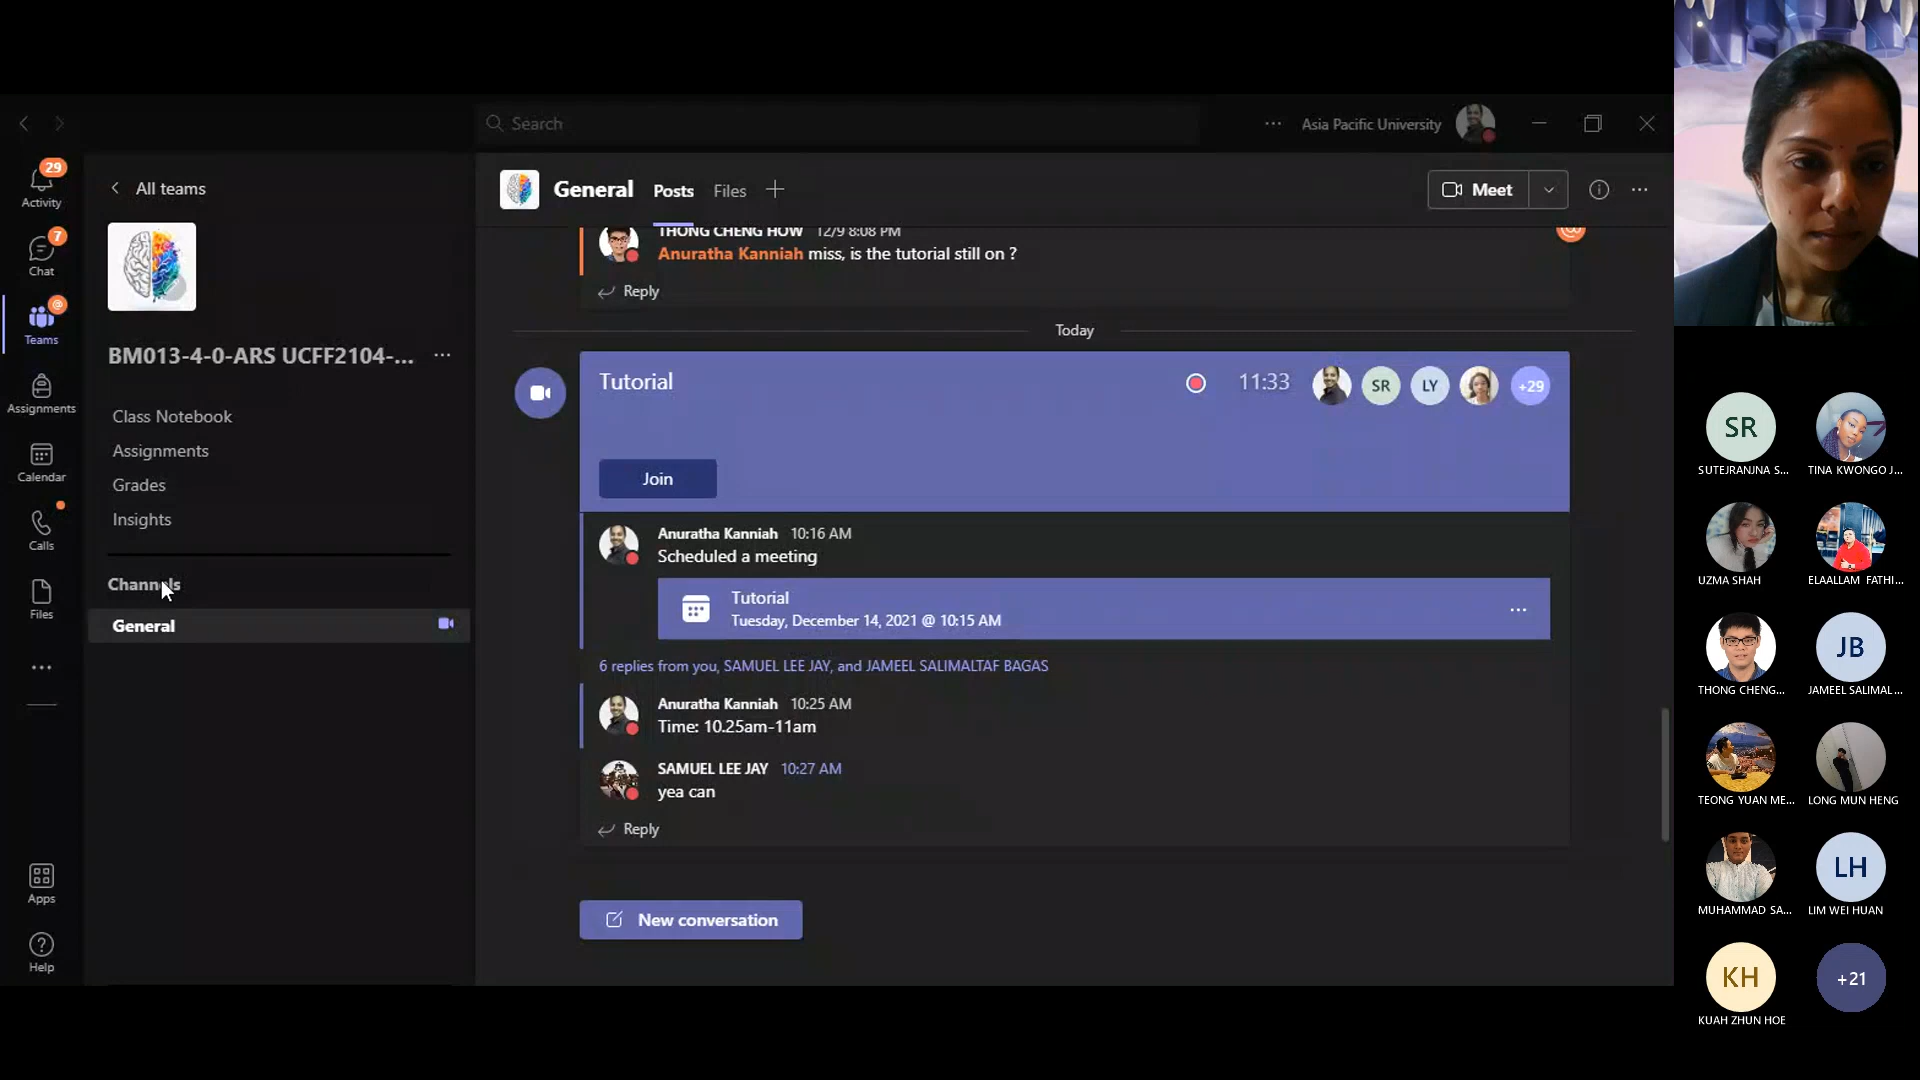 Search
Asia Pacific University
29
Activity
7
Chat
Teams
Assignments
Calendar
Calls
Files
Apps
Help
All teams
BM013-4-0-ARS UCFF2104-...
Class Notebook
Assignments
Grades
Insights
Channels
General
General Posts Files
Meet
THONG CHENG HOW 12/9 8:08 PM
Anuratha Kanniah miss, is the tutorial still on ?
Reply
Today
Tutorial
11:33
SR
LY
+29
Join
Anuratha Kanniah 10:16 AM
Scheduled a meeting
Tutorial
Tuesday, December 14, 2021 @ 10:15 AM
6 replies from you, SAMUEL LEE JAY, and JAMEEL SALIMALTAF BAGAS
Anuratha Kanniah 10:25 AM
Time: 10.25am-11am
SAMUEL LEE JAY 10:27 AM
yea can
Reply
New conversation
SR
SUTEJRANJNA S...
TINA KWONGO J...
UZMA SHAH
ELAALLAM FATHI...
THONG CHENG...
JB
JAMEEL SALIMAL...
TEONG YUAN ME...
LONG MUN HENG
MUHAMMAD SA...
LH
LIM WEI HUAN
KH
KUAH ZHUN HOE
+21